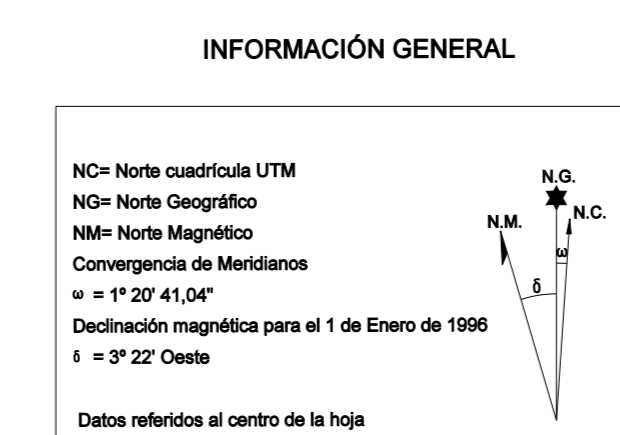 INFORMACIÓN GENERAL
NC= Norte cuadrícula UTM
NG= Norte Geográfico
NM= Norte Magnético
Convergencia de Meridianos
ω = 1º 20' 41,04"
Declinación magnética para el 1 de Enero de 1996
δ = 3º 22' Oeste
Datos referidos al centro de la hoja
N.G.
N.M.
N.C.
ω
δ